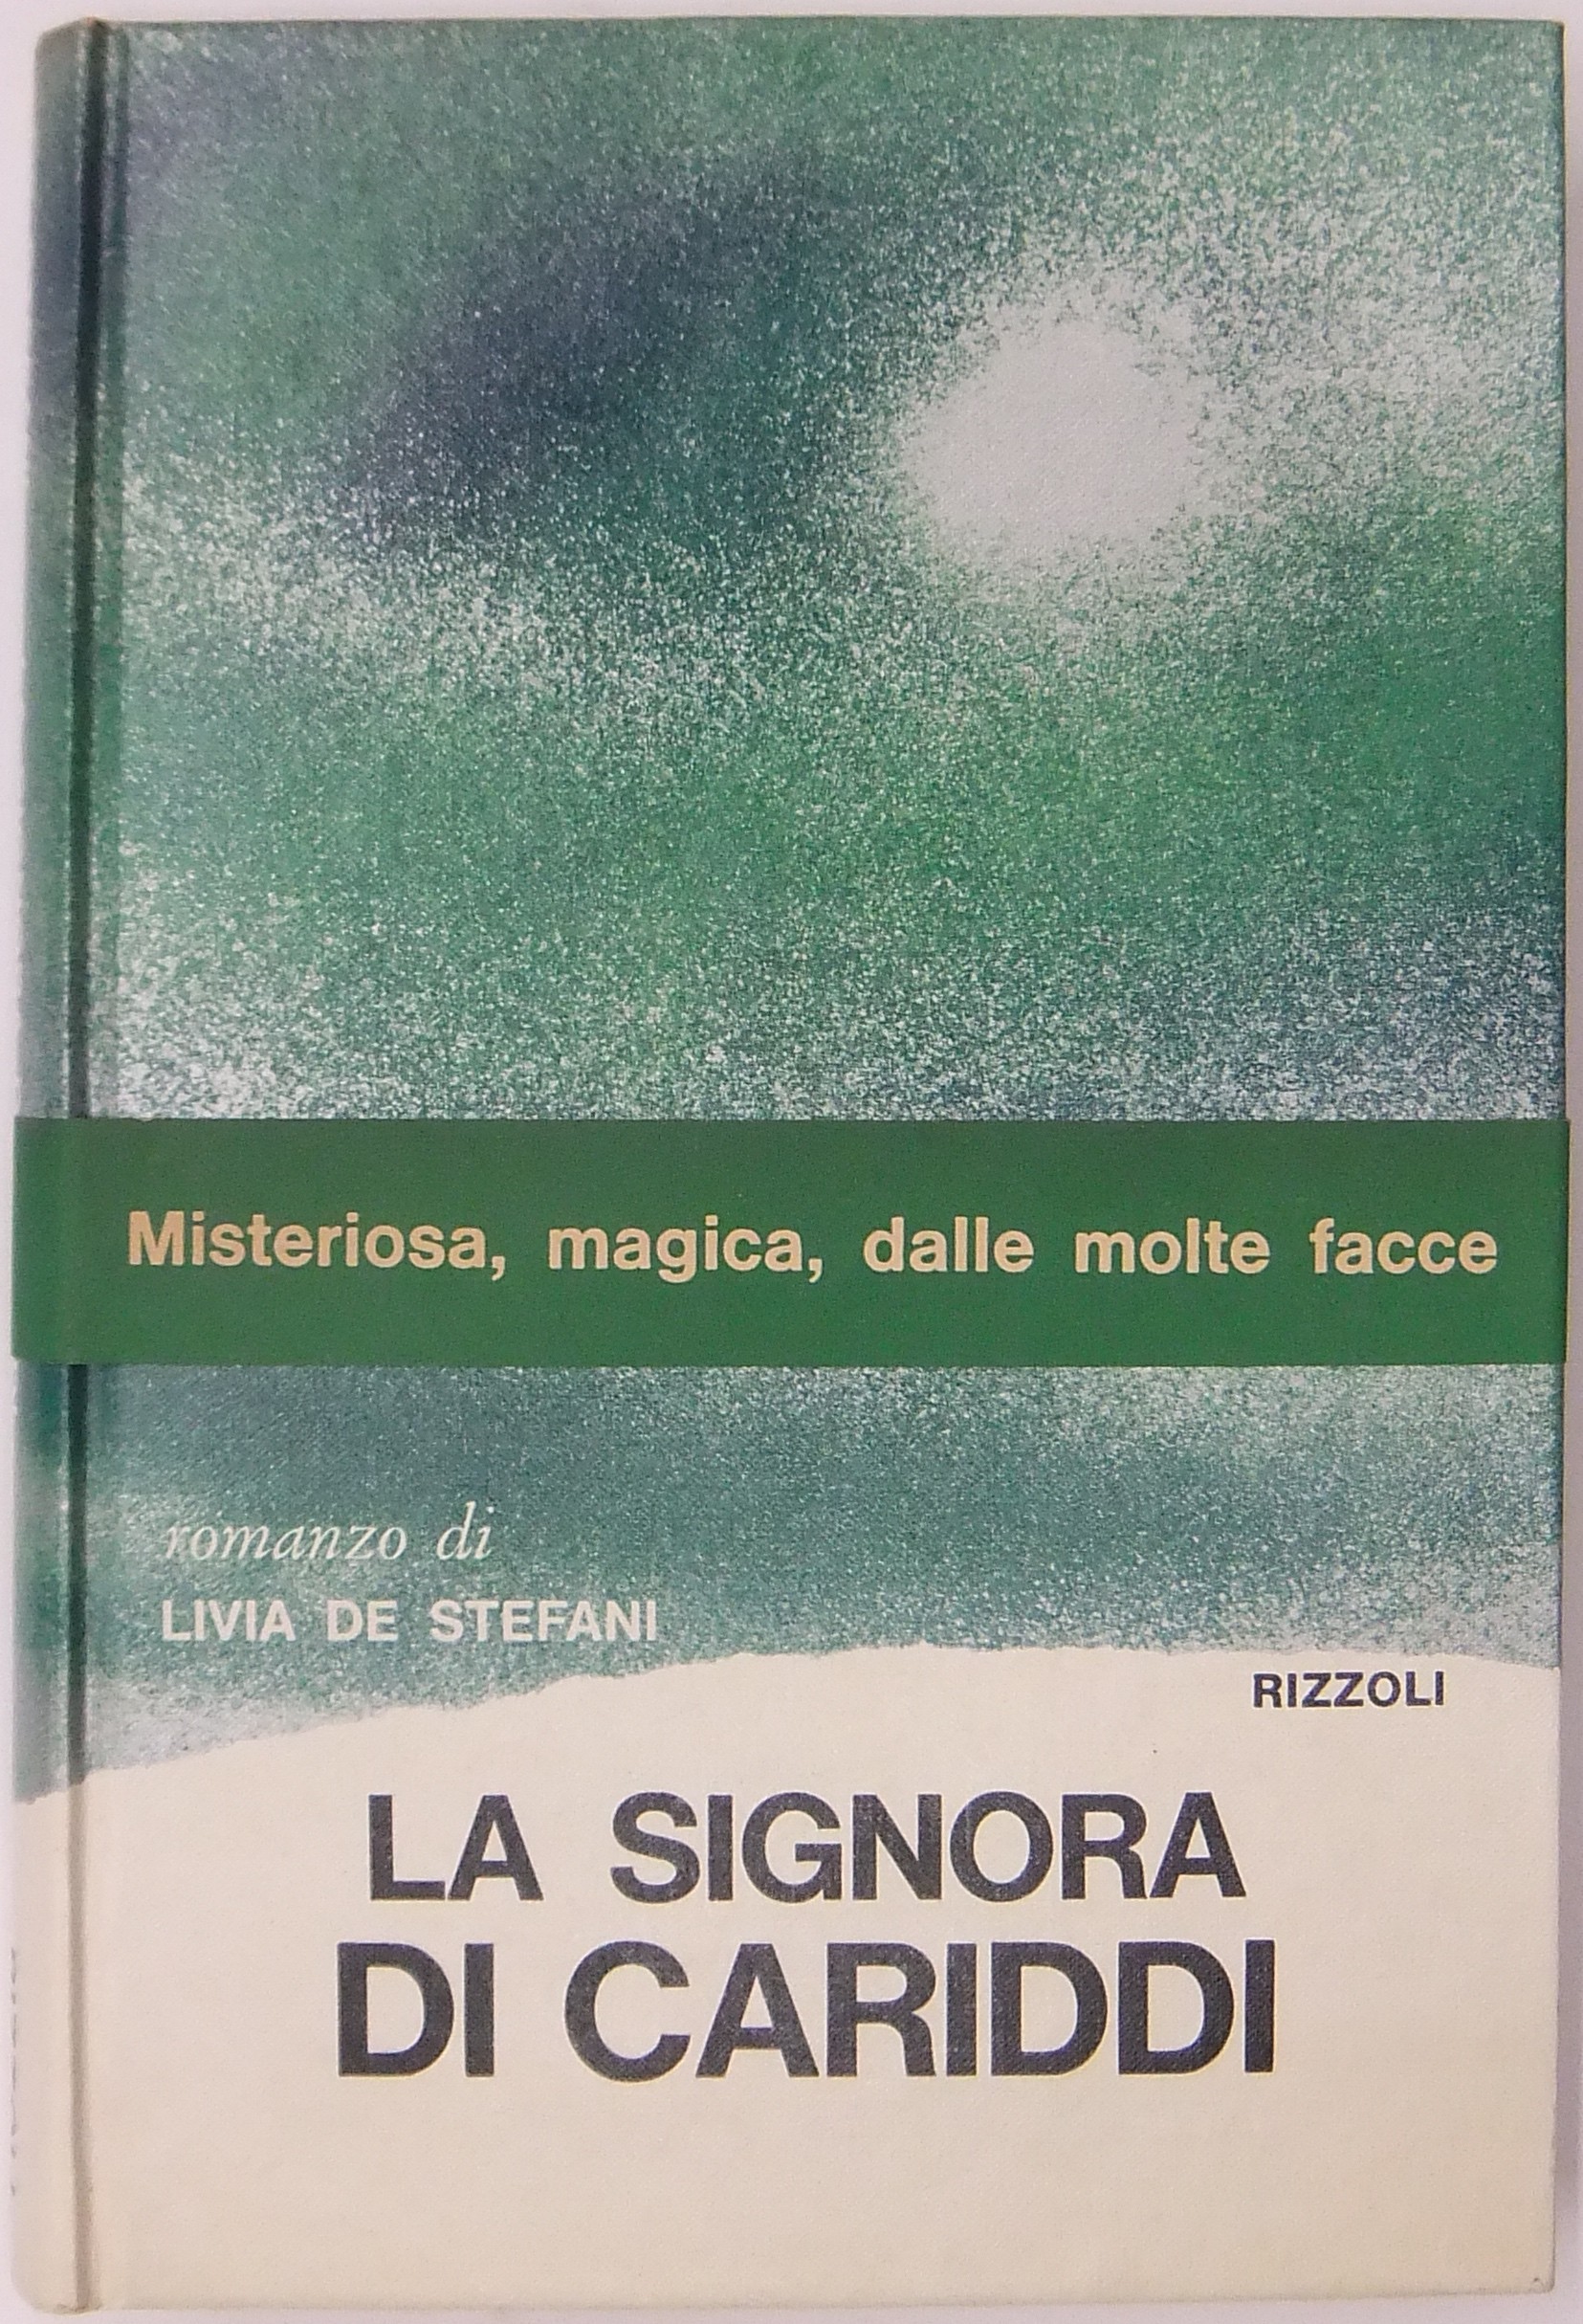 Misteriosa, magica, dalle molte facce
romanzo di
LIVIA DE STEFANI
RIZZOLI
LA SIGNORA
DI CARIDDI